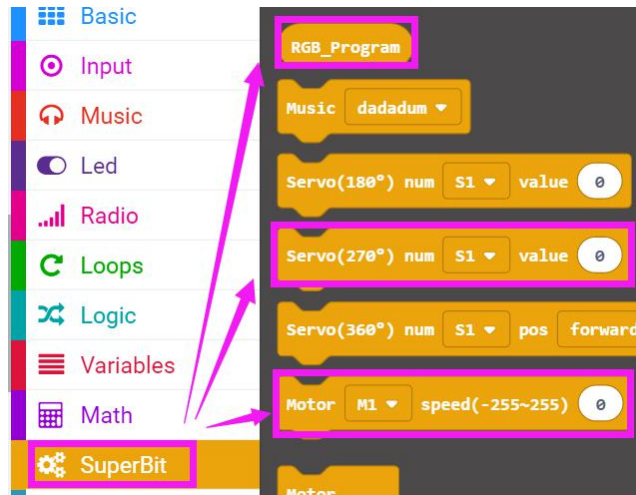 Basic
Input
Music
Led
Radio
Loops
Logic
Variables
Math
SuperBit
RGB_Program
Music dadadum
Servo(180°) num S1 value 0
Servo(270°) num S1 value 0
Servo(360°) num S1 pos forward
Motor M1 speed(-255~255) 0
Motor